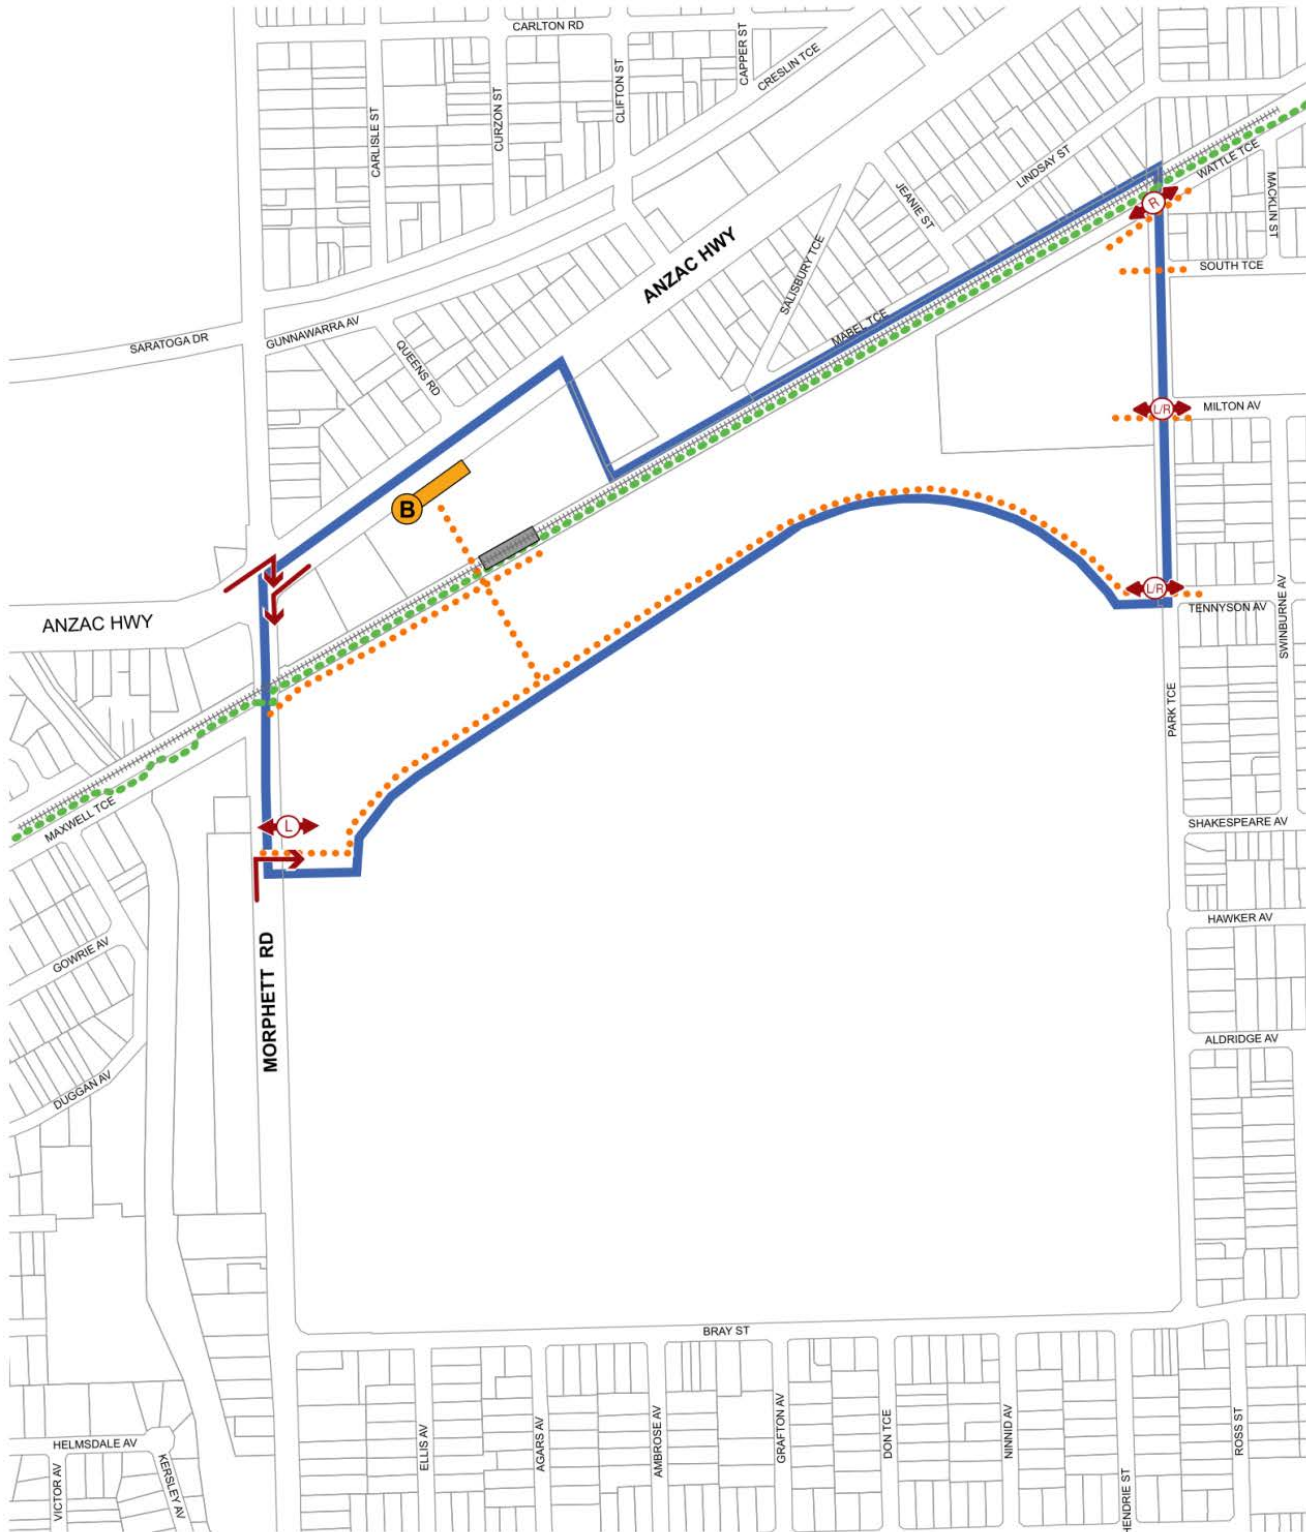 CARLTON RD
CAPPER ST
CRESLIN TCE
CLIFTON ST
CURZON ST
CARLISLE ST
WATTLE TCE
LINDSAY ST
MACKLIN ST
JEANIE ST
R
ANZAC HWY
SALISBURY TCE
SOUTH TCE
GUNNAWARRA AV
SARATOGA DR
MABEL TCE
QUEENS RD
L/R
MILTON AV
B
L/R
TENNYSON AV
SWINBURNE AV
ANZAC HWY
PARK TCE
MAXWELL TCE
L
SHAKESPEARE AV
HAWKER AV
GOWRIE AV
MORPHETT RD
ALDRIDGE AV
DUGGAN AV
BRAY ST
HELMSDALE AV
VICTOR AV
KERSLEY AV
ELLIS AV
AGARS AV
AMBROSE AV
GRAFTON AV
DON TCE
NINNID AV
HENDRIE ST
ROSS ST